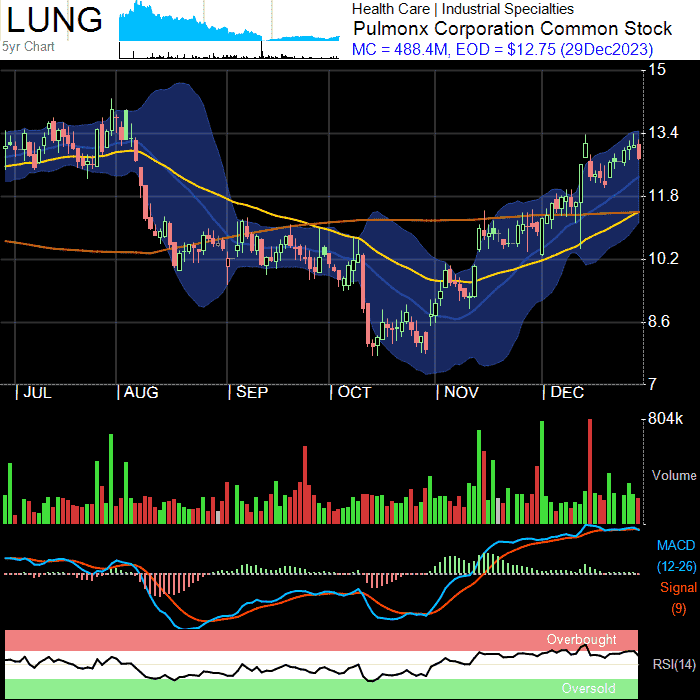 LUNG
5yr Chart
Health Care | Industrial Specialties
Pulmonx Corporation Common Stock
MC = 488.4M, EOD = $12.75 (29Dec2023)
15
13.4
11.8
10.2
8.6
7
JUL AUG SEP OCT NOV DEC
804k
Volume
MACD
(12-26)
Signal
(9)
Overbought
RSI(14)
Oversold